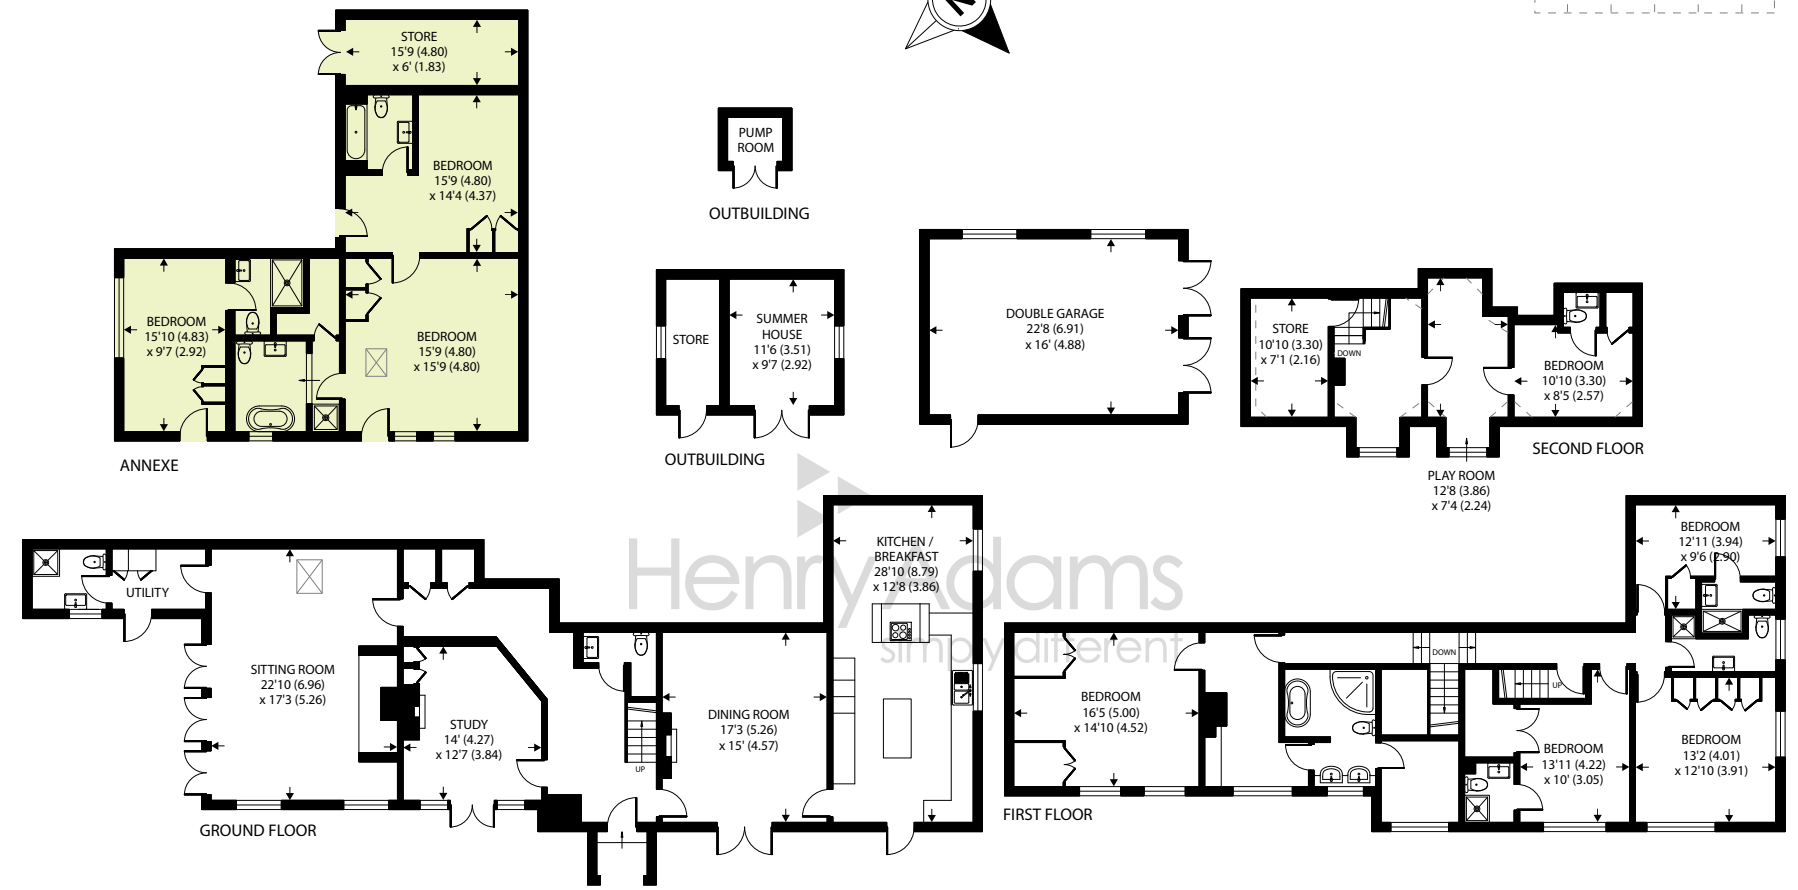 N
STORE
15'9 (4.80)
x 6' (1.83)
BEDROOM
15'9 (4.80)
x 14'4 (4.37)
BEDROOM
15'10 (4.83)
x 9'7 (2.92)
BEDROOM
15'9 (4.80)
x 15'9 (4.80)
ANNEXE
PUMP
ROOM
OUTBUILDING
STORE
SUMMER
HOUSE
11'6 (3.51)
x 9'7 (2.92)
OUTBUILDING
DOUBLE GARAGE
22'8 (6.91)
x 16' (4.88)
STORE
10'10 (3.30)
x 7'1 (2.16)
DOWN
BEDROOM
10'10 (3.30)
x 8'5 (2.57)
SECOND FLOOR
PLAY ROOM
12'8 (3.86)
x 7'4 (2.24)
UTILITY
SITTING ROOM
22'10 (6.96)
x 17'3 (5.26)
STUDY
14' (4.27)
x 12'7 (3.84)
UP
DINING ROOM
17'3 (5.26)
x 15' (4.57)
KITCHEN /
BREAKFAST
28'10 (8.79)
x 12'8 (3.86)
GROUND FLOOR
HenryAdams
simply different
BEDROOM
16'5 (5.00)
x 14'10 (4.52)
DOWN
UP
BEDROOM
12'11 (3.94)
x 9'6 (2.90)
BEDROOM
13'11 (4.22)
x 10' (3.05)
BEDROOM
13'2 (4.01)
x 12'10 (3.91)
FIRST FLOOR